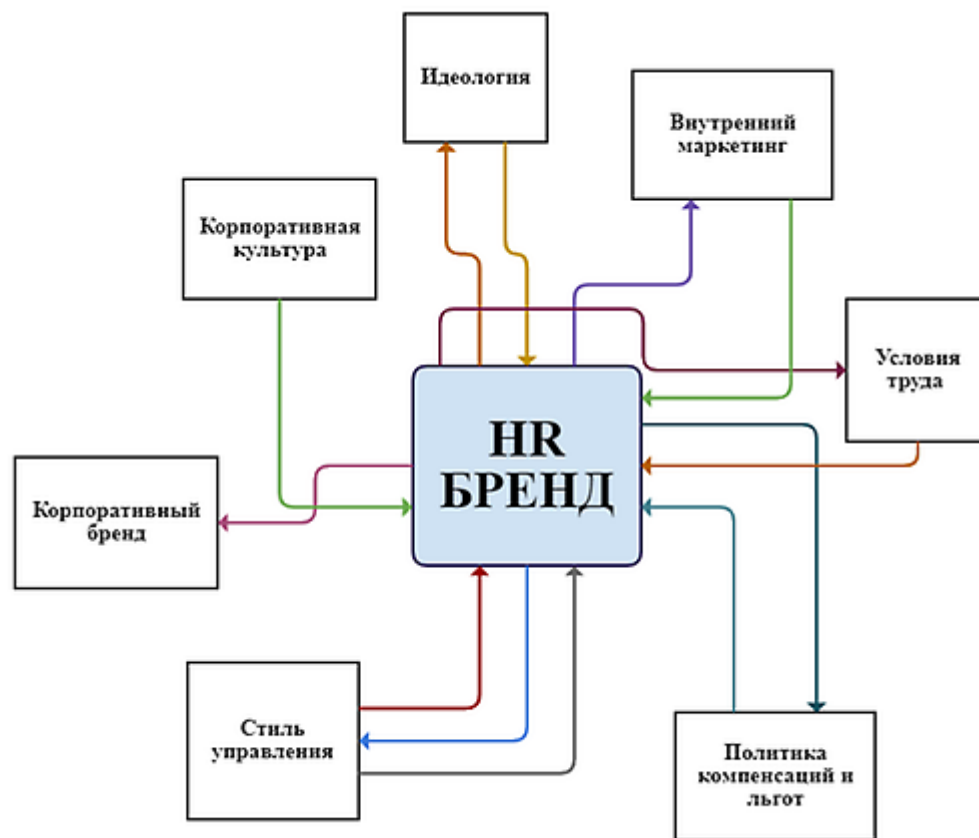 Идеология
Внутренний
маркетинг
Корпоративная
культура
Условия
труда
HR
БРЕНД
Корпоративный
бренд
Стиль
управления
Политика
компенсаций и
льгот